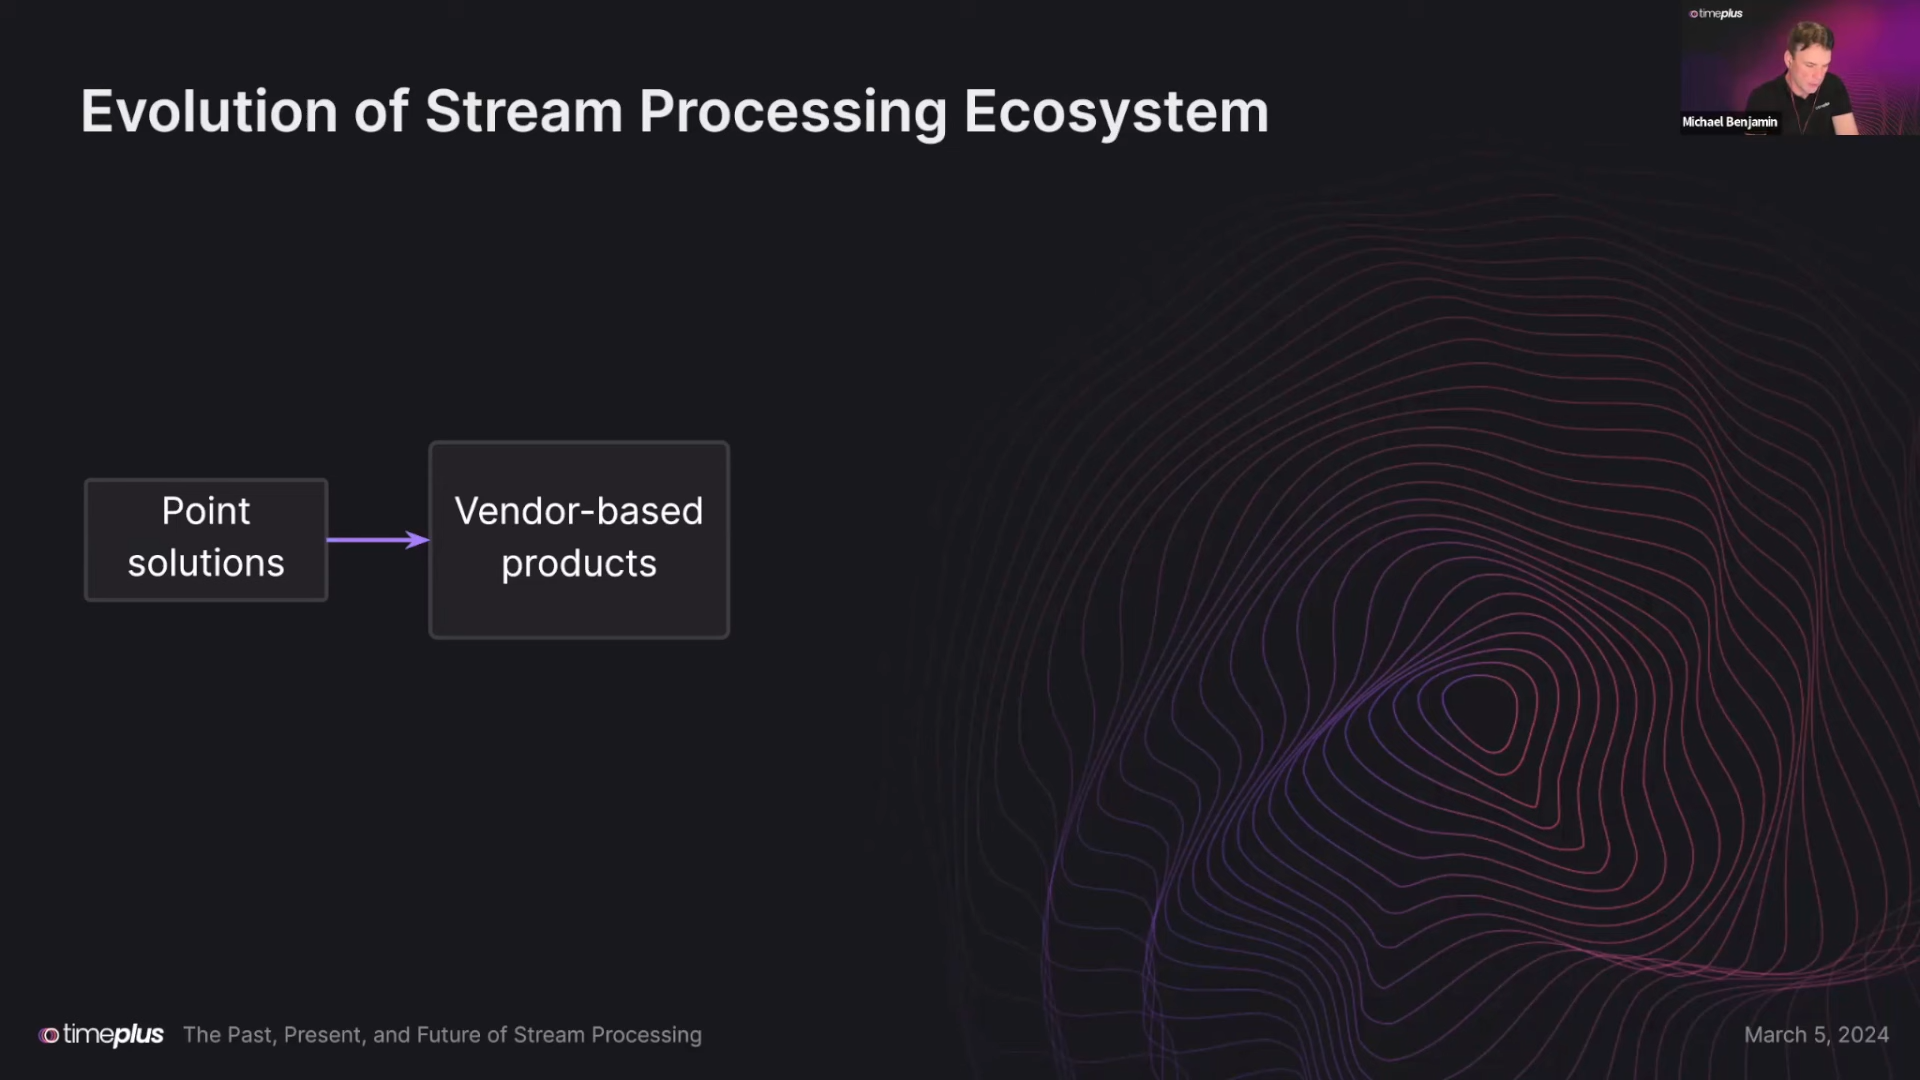 timeplus
Evolution of Stream Processing Ecosystem
Michael Benjamin
Point
solutions
Vendor-based
products
timeplus
The Past, Present, and Future of Stream Processing
March 5, 2024